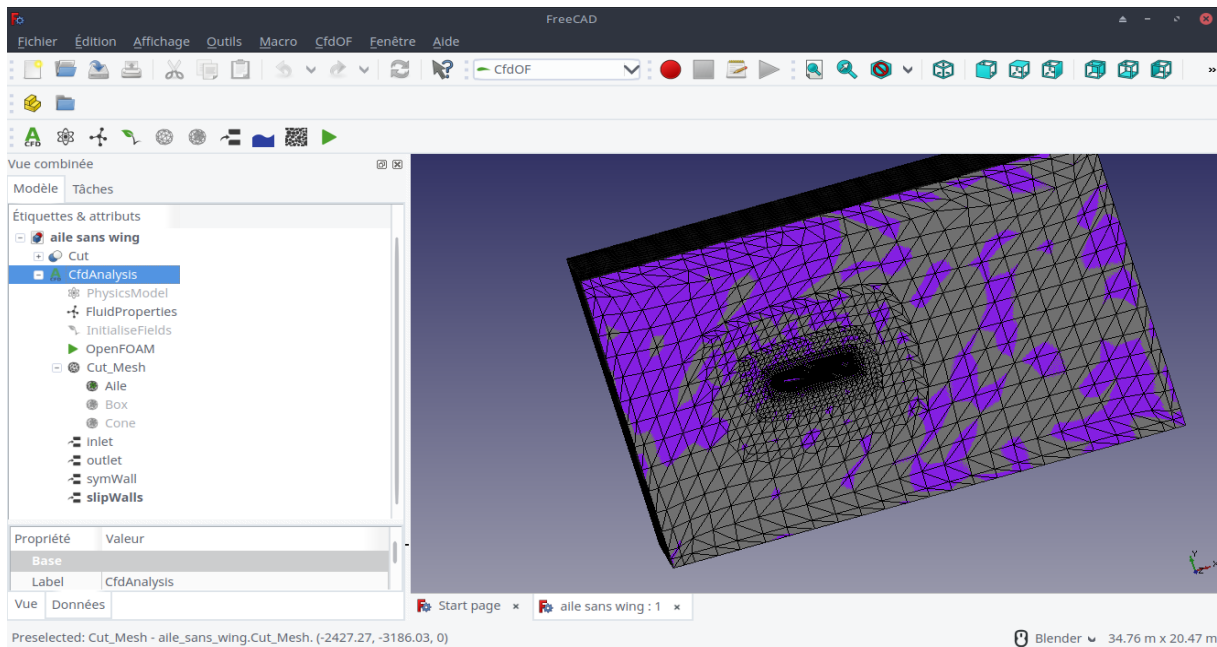 FreeCAD
Fichier Édition Affichage Outils Macro CfdOF Fenêtre Aide
CfdOF
»
A
CFD
Vue combinée
Modèle Tâches
Étiquettes & attributs
aile sans wing
Cut
A
CFD
CfdAnalysis
PhysicsModel
FluidProperties
InitialiseFields
OpenFOAM
Cut_Mesh
Aile
Box
Cone
inlet
outlet
symWall
slipWalls
Propriété Valeur
Base
Label CfdAnalysis
Vue Données
Y
X
Z
Start page × aile sans wing : 1 ×
Preselected: Cut_Mesh - aile_sans_wing.Cut_Mesh. (-2427.27, -3186.03, 0)
Blender 34.76 m x 20.47 m